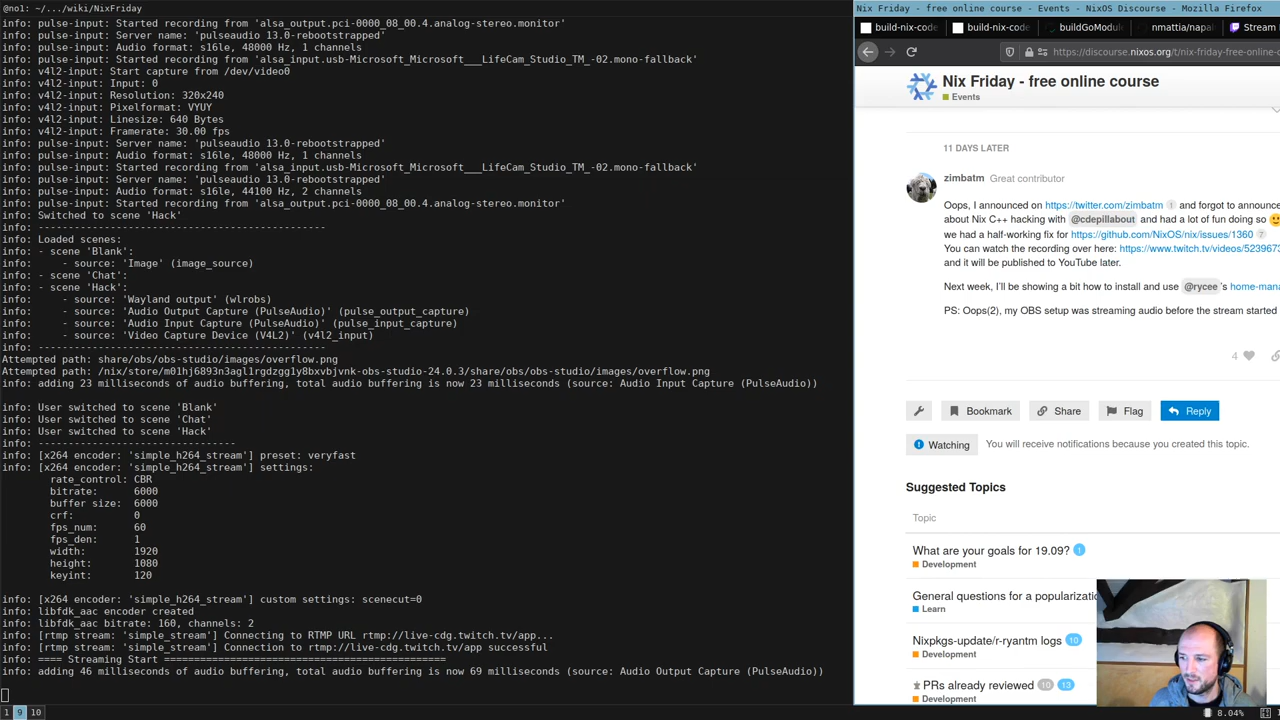 @no1: ~/.../wiki/NixFriday
info: pulse-input: Started recording from 'alsa_output.pci-0000_08_00.4.analog-stereo.monitor'
info: pulse-input: Server name: 'pulseaudio 13.0-rebootstrapped'
info: pulse-input: Audio format: s16le, 48000 Hz, 1 channels
info: pulse-input: Started recording from 'alsa_input.usb-Microsoft_Microsoft___LifeCam_Studio_TM_-02.mono-fallback'
info: v4l2-input: Start capture from /dev/video0
info: v4l2-input: Input: 0
info: v4l2-input: Resolution: 320x240
info: v4l2-input: Pixelformat: VYUY
info: v4l2-input: Linesize: 640 Bytes
info: v4l2-input: Framerate: 30.00 fps
info: pulse-input: Server name: 'pulseaudio 13.0-rebootstrapped'
info: pulse-input: Audio format: s16le, 48000 Hz, 1 channels
info: pulse-input: Started recording from 'alsa_input.usb-Microsoft_Microsoft___LifeCam_Studio_TM_-02.mono-fallback'
info: pulse-input: Server name: 'pulseaudio 13.0-rebootstrapped'
info: pulse-input: Audio format: s16le, 44100 Hz, 2 channels
info: pulse-input: Started recording from 'alsa_output.pci-0000_08_00.4.analog-stereo.monitor'
info: Switched to scene 'Hack'
info: ------------------------------------------------
info: Loaded scenes:
info: - scene 'Blank':
info:     - source: 'Image' (image_source)
info: - scene 'Chat':
info: - scene 'Hack':
info:     - source: 'Wayland output' (wlrobs)
info:     - source: 'Audio Output Capture (PulseAudio)' (pulse_output_capture)
info:     - source: 'Audio Input Capture (PulseAudio)' (pulse_input_capture)
info:     - source: 'Video Capture Device (V4L2)' (v4l2_input)
info: ------------------------------------------------
Attempted path: share/obs/obs-studio/images/overflow.png
Attempted path: /nix/store/m01hj6893n3agl1rgdzgg1y8bxvbjvnk-obs-studio-24.0.3/share/obs/obs-studio/images/overflow.png
info: adding 23 milliseconds of audio buffering, total audio buffering is now 23 milliseconds (source: Audio Input Capture (PulseAudio))
info: User switched to scene 'Blank'
info: User switched to scene 'Chat'
info: User switched to scene 'Hack'
info: ---------------------------------
info: [x264 encoder: 'simple_h264_stream'] preset: veryfast
info: [x264 encoder: 'simple_h264_stream'] settings:
rate_control: CBR
bitrate:      6000
buffer size:  6000
crf:          0
fps_num:      60
fps_den:      1
width:        1920
height:       1080
keyint:       120
info: [x264 encoder: 'simple_h264_stream'] custom settings: scenecut=0
info: libfdk_aac encoder created
info: libfdk_aac bitrate: 160, channels: 2
info: [rtmp stream: 'simple_stream'] Connecting to RTMP URL rtmp://live-cdg.twitch.tv/app...
info: [rtmp stream: 'simple_stream'] Connection to rtmp://live-cdg.twitch.tv/app successful
info: ==== Streaming Start ===============================================
info: adding 46 milliseconds of audio buffering, total audio buffering is now 69 milliseconds (source: Audio Output Capture (PulseAudio))
1 9 10
Nix Friday - free online course - Events - NixOS Discourse - Mozilla Firefox
build-nix-code build-nix-code buildGoModule nmattia/napal Stream
https://discourse.nixos.org/t/nix-friday-free-online-c
Nix Friday - free online course
Events
11 DAYS LATER
zimbatm Great contributor
Oops, I announced on https://twitter.com/zimbatm 1 and forgot to announce
about Nix C++ hacking with @cdepillabout and had a lot of fun doing so
we had a half-working fix for https://github.com/NixOS/nix/issues/1360 7
You can watch the recording over here: https://www.twitch.tv/videos/523967
and it will be published to YouTube later.
Next week, I'll be showing a bit how to install and use @rycee 's home-man
PS: Oops(2), my OBS setup was streaming audio before the stream started
4
Bookmark Share Flag Reply
Watching You will receive notifications because you created this topic.
Suggested Topics
Topic
What are your goals for 19.09? 1
Development
General questions for a popularizati
Learn
Nixpkgs-update/r-ryantm logs 10
Development
PRs already reviewed 10 13
Development
8.04%